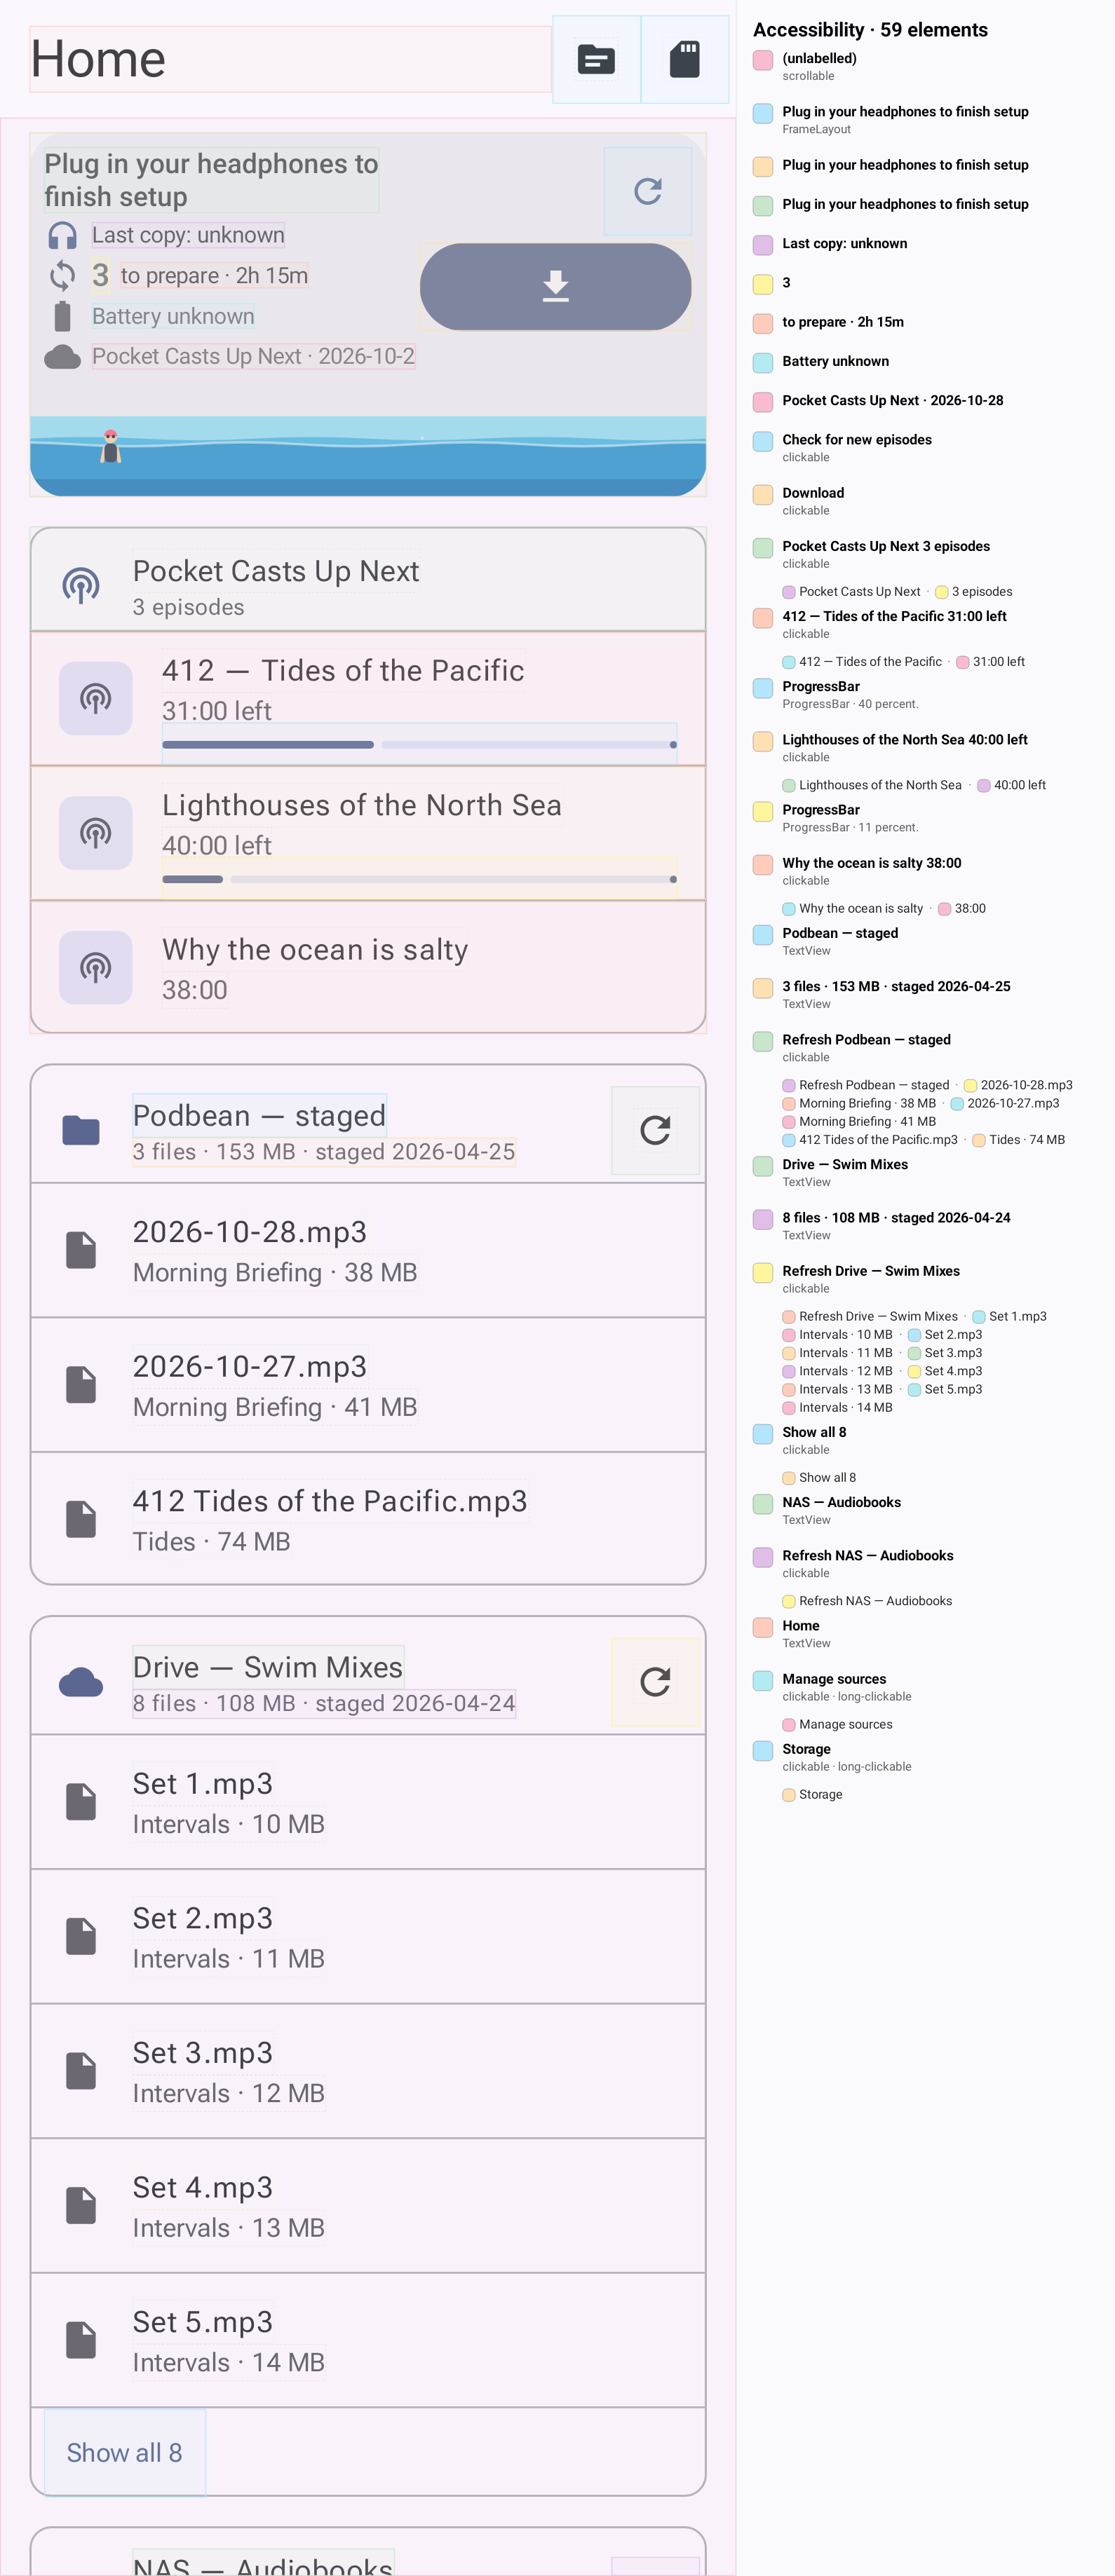 Home
Plug in your headphones to
finish setup
Last copy: unknown
3 to prepare · 2h 15m
Battery unknown
Pocket Casts Up Next · 2026-10-2
Pocket Casts Up Next
3 episodes
412 — Tides of the Pacific
31:00 left
Lighthouses of the North Sea
40:00 left
Why the ocean is salty
38:00
Podbean — staged
3 files · 153 MB · staged 2026-04-25
2026-10-28.mp3
Morning Briefing · 38 MB
2026-10-27.mp3
Morning Briefing · 41 MB
412 Tides of the Pacific.mp3
Tides · 74 MB
Drive — Swim Mixes
8 files · 108 MB · staged 2026-04-24
Set 1.mp3
Intervals · 10 MB
Set 2.mp3
Intervals · 11 MB
Set 3.mp3
Intervals · 12 MB
Set 4.mp3
Intervals · 13 MB
Set 5.mp3
Intervals · 14 MB
Show all 8
NAS — Audiobooks
Accessibility · 59 elements
(unlabelled)
scrollable
Plug in your headphones to finish setup
FrameLayout
Plug in your headphones to finish setup
Plug in your headphones to finish setup
Last copy: unknown
3
to prepare · 2h 15m
Battery unknown
Pocket Casts Up Next · 2026-10-28
Check for new episodes
clickable
Download
clickable
Pocket Casts Up Next 3 episodes
clickable
Pocket Casts Up Next · 3 episodes
412 — Tides of the Pacific 31:00 left
clickable
412 — Tides of the Pacific · 31:00 left
ProgressBar
ProgressBar · 40 percent.
Lighthouses of the North Sea 40:00 left
clickable
Lighthouses of the North Sea · 40:00 left
ProgressBar
ProgressBar · 11 percent.
Why the ocean is salty 38:00
clickable
Why the ocean is salty · 38:00
Podbean — staged
TextView
3 files · 153 MB · staged 2026-04-25
TextView
Refresh Podbean — staged
clickable
Refresh Podbean — staged · 2026-10-28.mp3
Morning Briefing · 38 MB · 2026-10-27.mp3
Morning Briefing · 41 MB
412 Tides of the Pacific.mp3 · Tides · 74 MB
Drive — Swim Mixes
TextView
8 files · 108 MB · staged 2026-04-24
TextView
Refresh Drive — Swim Mixes
clickable
Refresh Drive — Swim Mixes · Set 1.mp3
Intervals · 10 MB · Set 2.mp3
Intervals · 11 MB · Set 3.mp3
Intervals · 12 MB · Set 4.mp3
Intervals · 13 MB · Set 5.mp3
Intervals · 14 MB
Show all 8
clickable
Show all 8
NAS — Audiobooks
TextView
Refresh NAS — Audiobooks
clickable
Refresh NAS — Audiobooks
Home
TextView
Manage sources
clickable · long-clickable
Manage sources
Storage
clickable · long-clickable
Storage